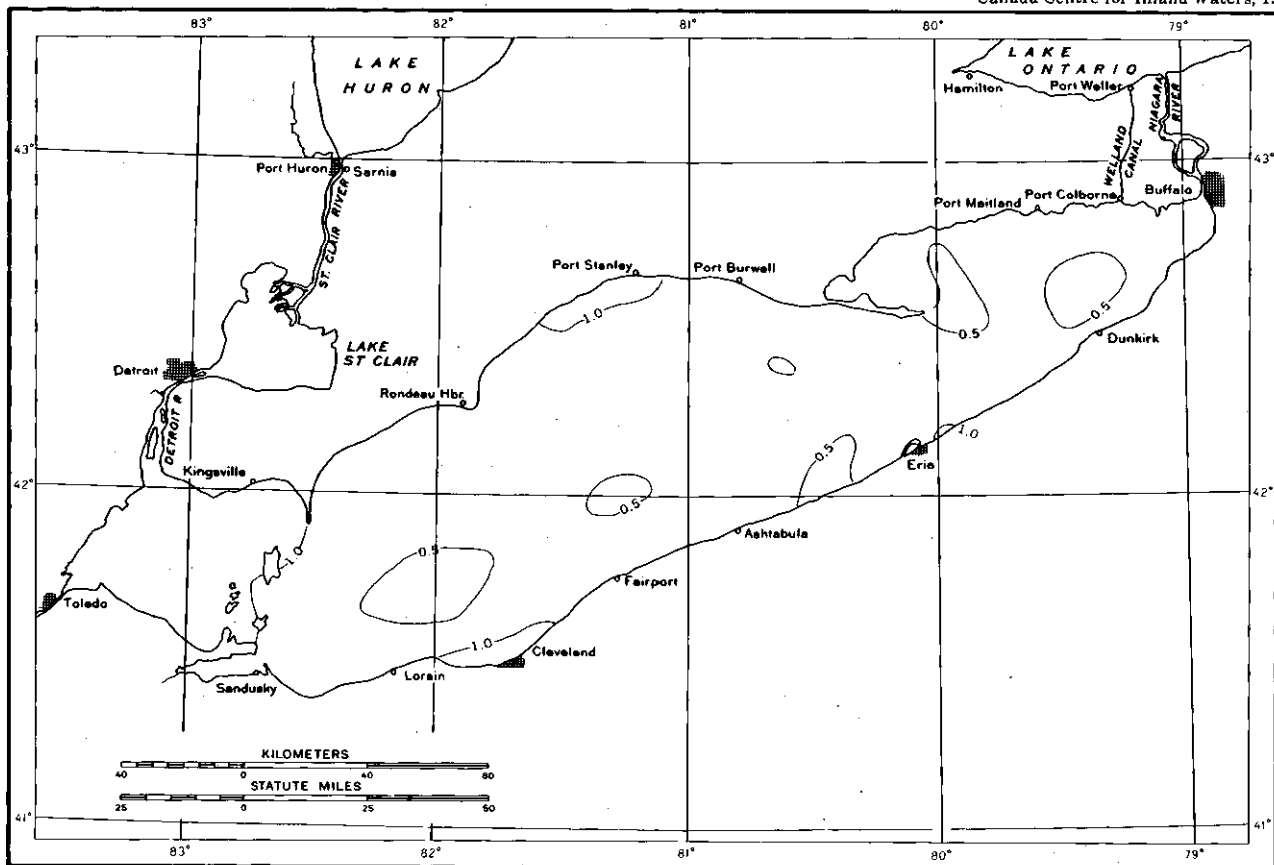 Canada Centre for Inland Waters,
83°
82°
81°
80°
79°
LAKE
HURON
LAKE
ONTARIO
Hamilton
Port Weller
NIAGARA
RIVER
WELLAND
CANAL
43°
43°
Port Huron
Sarnia
ST. CLAIR RIVER
Buffalo
Port Colborne
Port Maitland
Port Stanley
Port Burwell
1.0
0.5
0.5
Dunkirk
LAKE
ST CLAIR
Detroit
DETROIT R
Rondeau Hbr.
0.5
1.0
Erie
Kingsville
42°
0.5
42°
Ashtabula
1.0
0.5
Fairport
Toledo
1.0
Cleveland
Lorain
Sandusky
KILOMETERS
40 0 40 80
STATUTE MILES
25 0 25 50
41°
41°
83°
82°
81°
80°
79°